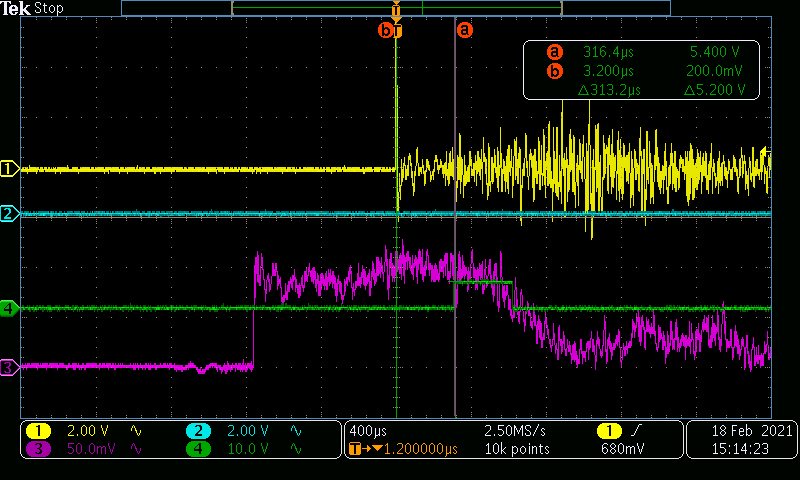 Tek Stop
U
b T a
a 316.4µs 5.400 V
b 3.200µs 200.0mV
△313.2µs △5.200 V
1
2
4
3
1 2.00 V 2 2.00 V 400µs 2.50MS/s 1 18 Feb 2021
3 50.0mV 4 10.0 V T→▼1.200000µs 10k points 680mV 15:14:23